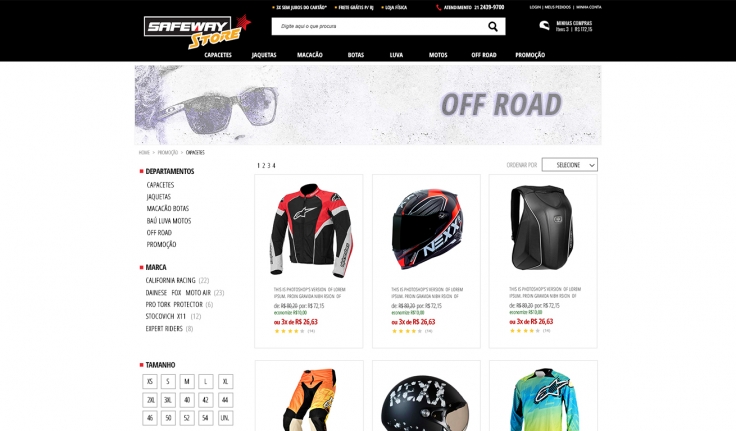 3X SEM JUROS DO CARTÃO* FRETE GRÁTIS P/ RJ LOJA FÍSICA ATENDIMENTO 21 2439-9700 LOGIN | MEUS PEDIDOS | MINHA CONTA
SAFEWAY
STORE
Digite aqui o que procura
MINHAS COMPRAS
Itens 3 | R$ 172,15
CAPACETES JAQUETAS MACACÃO BOTAS LUVA MOTOS OFF ROAD PROMOÇÃO
OFF ROAD
HOME > PROMOÇÃO > CAPACETES
1 2 3 4
ORDENAR POR SELECIONE
DEPARTAMENTOS
CAPACETES
JAQUETAS
MACACÃO BOTAS
BAÚ LUVA MOTOS
OFF ROAD
PROMOÇÃO
MARCA
CALIFORNIA RACING (22)
DAINESE FOX MOTO AIR (23)
PRO TORK PROTECTOR (6)
STOCOVICH X11 (12)
EXPERT RIDERS (8)
TAMANHO
XS S M L XL
2XL 3XL 40 42 44
46 50 52 54 UN.
alpinestars
NEXX
THIS IS PHOTOSHOP'S VERSION OF LOREM
IPSUM. PROIN GRAVIDA NIBH RSION OF
de: R$ 80,20 por: R$ 72,15
economize R$10,00
ou 3x de R$ 26,63
(14)
THIS IS PHOTOSHOP'S VERSION OF LOREM
IPSUM. PROIN GRAVIDA NIBH RSION OF
de: R$ 80,20 por: R$ 72,15
economize R$10,00
ou 3x de R$ 26,63
(14)
THIS IS PHOTOSHOP'S VERSION OF LOREM
IPSUM. PROIN GRAVIDA NIBH RSION OF
de: R$ 80,20 por: R$ 72,15
economize R$10,00
ou 3x de R$ 26,63
(14)
NEXX